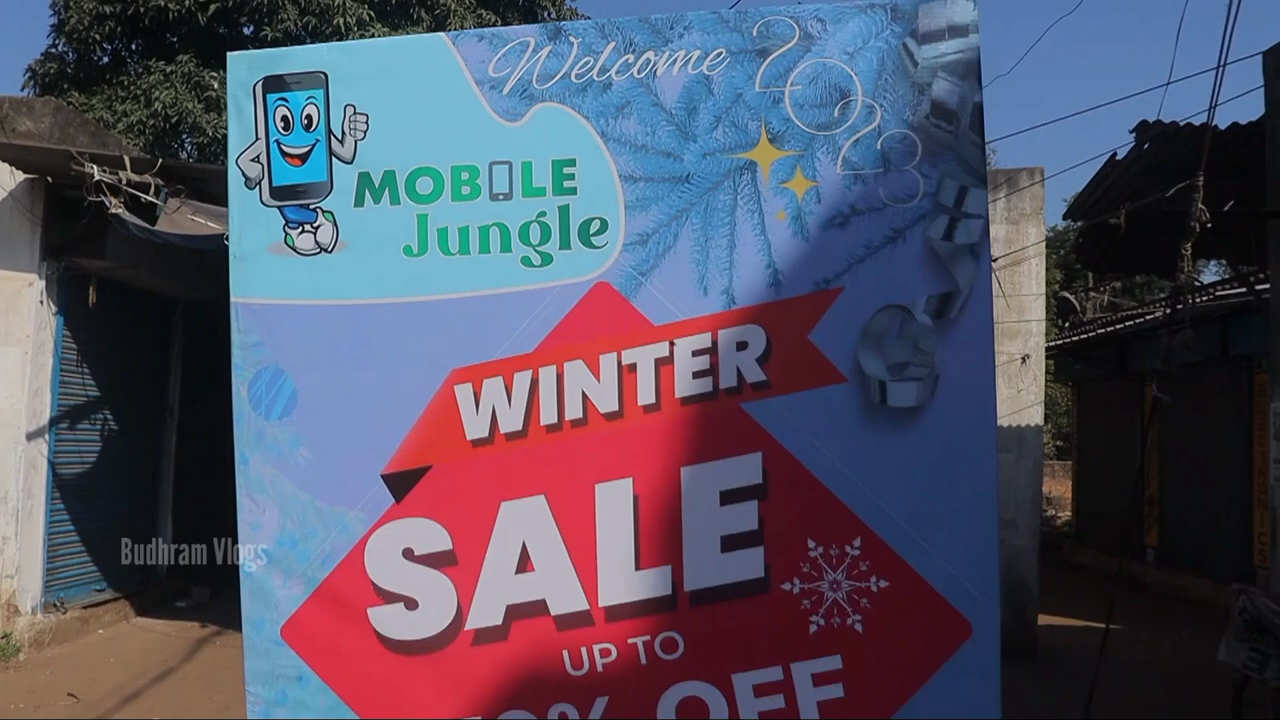 Welcome 2023
MOBILE
Jungle
WINTER
SALE
UP TO
OFF
Budhram Vlogs